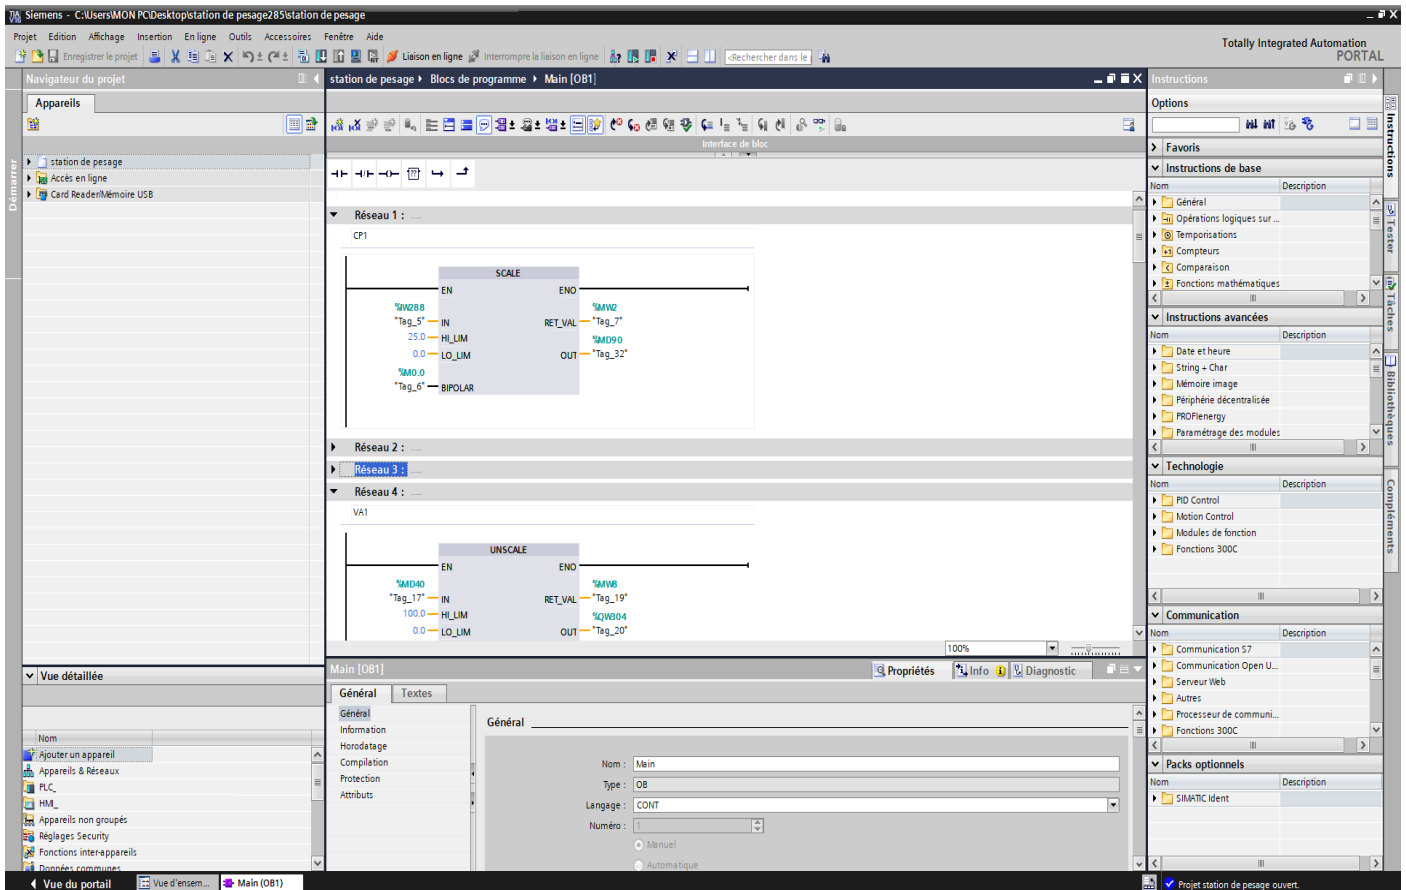 Siemens - C:\Users\MON PC\Desktop\station de pesage285\station de pesage
Projet Edition Affichage Insertion En ligne Outils Accessoires Fenêtre Aide
Totally Integrated Automation
PORTAL
Enregistrer le projet
Liaison en ligne
Interrompre la liaison en ligne
<Rechercher dans le
Navigateur du projet
Appareils
station de pesage
Accès en ligne
Card Reader/Mémoire USB
Démarrer
Vue détaillée
Nom
Ajouter un appareil
Appareils & Réseaux
PLC_
HMI_
Appareils non groupés
Réglages Security
Fonctions inter-appareils
Données communes
station de pesage Blocs de programme Main [OB1]
Interface de bloc
Réseau 1 : .....
CP1
SCALE
EN ENO
%IW288 %MW2
"Tag_5" IN RET_VAL "Tag_7"
25.0 HI_LIM %MD90
0.0 LO_LIM OUT "Tag_32"
%M0.0
"Tag_6" BIPOLAR
Réseau 2 : .....
Réseau 3 : .....
Réseau 4 : .....
VA1
UNSCALE
EN ENO
%MD40 %MW8
"Tag_17" IN RET_VAL "Tag_19"
100.0 HI_LIM %QW304
0.0 LO_LIM OUT "Tag_20"
100%
Main [OB1]
Propriétés Info Diagnostic
Général Textes
Général
Information
Horodatage
Compilation
Protection
Attributs
Général
Nom : Main
Type : OB
Langage : CONT
Numéro : 1
Manuel
Automatique
Instructions
Options
Favoris
Instructions de base
Nom Description
Général
Opérations logiques sur ...
Temporisations
Compteurs
Comparaison
Fonctions mathématiques
Instructions avancées
Nom Description
Date et heure
String + Char
Mémoire image
Périphérie décentralisée
PROFIenergy
Paramétrage des modules
Technologie
Nom Description
PID Control
Motion Control
Modules de fonction
Fonctions 300C
Communication
Nom Description
Communication S7
Communication Open U...
Serveur Web
Autres
Processeur de communi...
Fonctions 300C
Packs optionnels
Nom Description
SIMATIC Ident
Instructions
Tester
Tâches
Bibliothèques
Compléments
Vue du portail
Vue d'ensem...
Main (OB1)
Projet station de pesage ouvert.